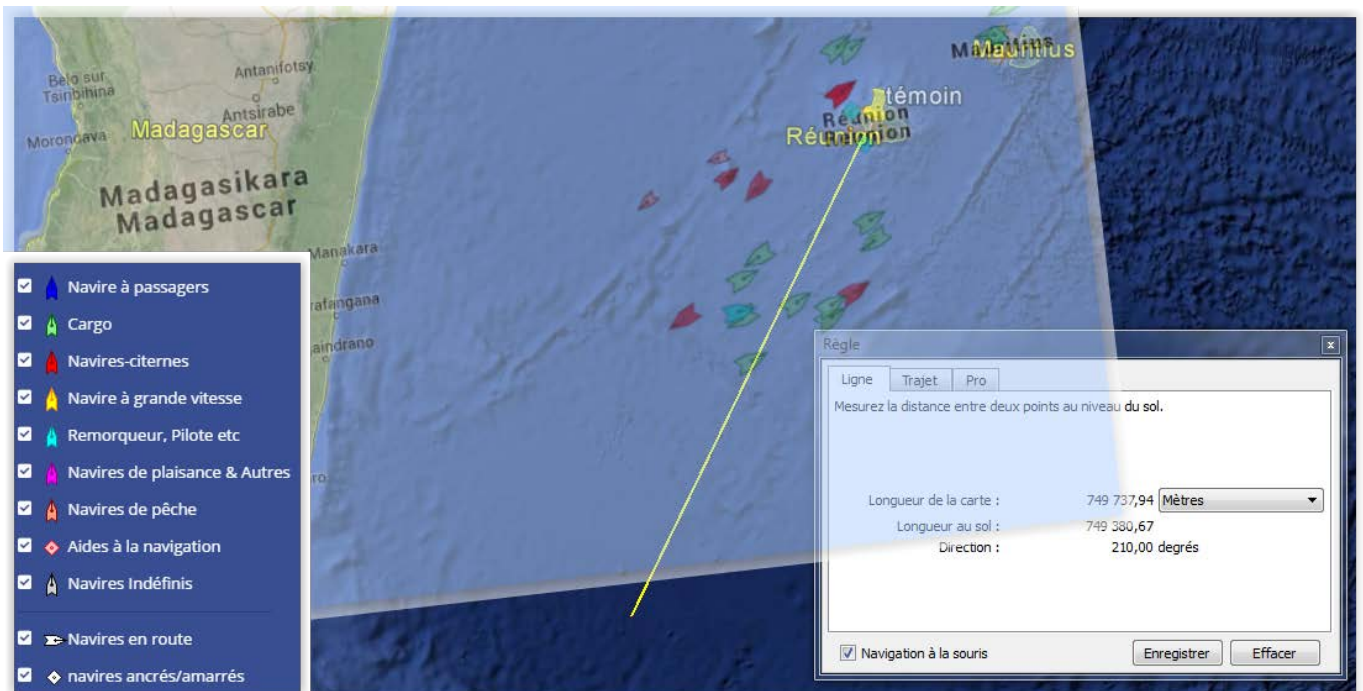 Mauritius
témoin
Belo sur
Tsiribihina
Antanifotsy
Antsirabe
Morondava
Madagascar
Réunion
Réunion
Madagasikara
Madagascar
Manakara
Navire à passagers
Cargo
Navires-citernes
Navire à grande vitesse
Remorqueur, Pilote etc
Navires de plaisance & Autres
Navires de pêche
Aides à la navigation
Navires Indéfinis
Navires en route
navires ancrés/amarrés
Règle
Ligne Trajet Pro
Mesurez la distance entre deux points au niveau du sol.
Longueur de la carte : 749 737,94 Mètres
Longueur au sol : 749 380,67
Direction : 210,00 degrés
Navigation à la souris Enregistrer Effacer